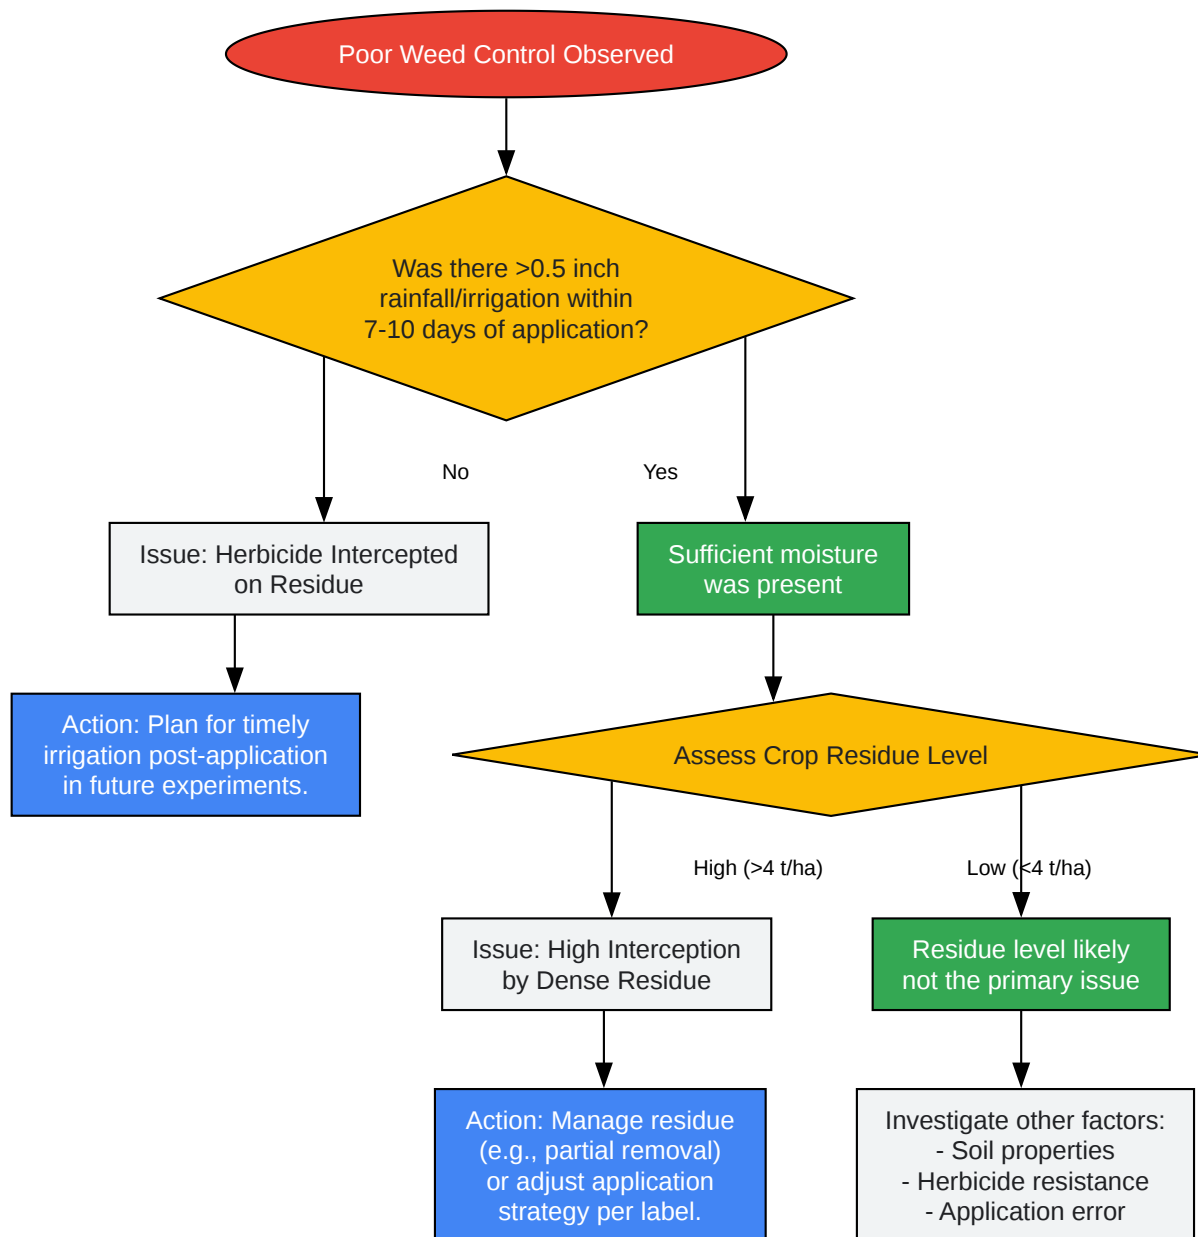 Poor Weed Control Observed
Was there >0.5 inch
rainfall/irrigation within
7-10 days of application?
No
Yes
Issue: Herbicide Intercepted
on Residue
Sufficient moisture
was present
Action: Plan for timely
irrigation post-application
in future experiments.
Assess Crop Residue Level
High (>4 t/ha)
Low (<4 t/ha)
Issue: High Interception
by Dense Residue
Residue level likely
not the primary issue
Action: Manage residue
(e.g., partial removal)
or adjust application
strategy per label.
Investigate other factors:
- Soil properties
- Herbicide resistance
- Application error